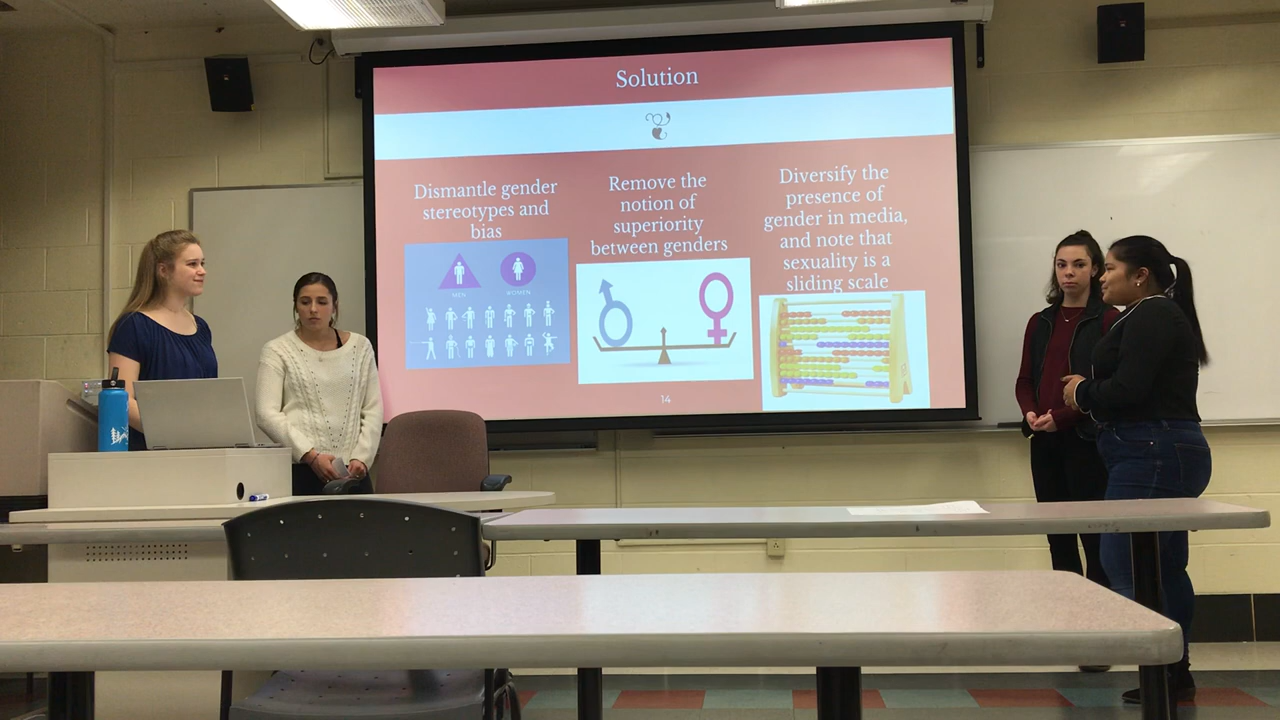 Solution
Dismantle gender
stereotypes and
bias
MEN
WOMEN
Remove the
notion of
superiority
between genders
Diversify the
presence of
gender in media,
and note that
sexuality is a
sliding scale
14